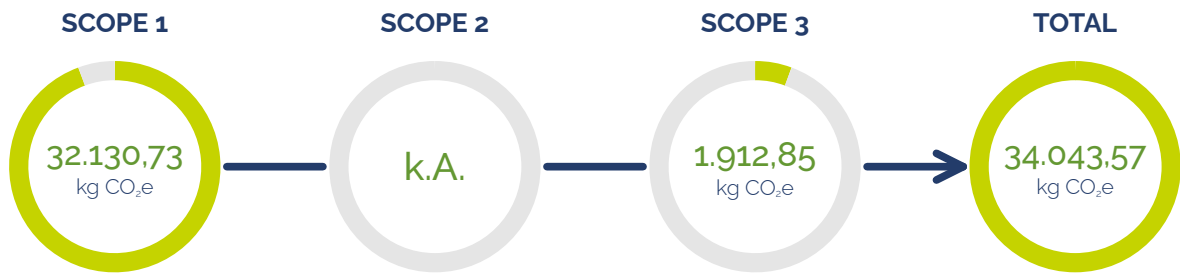 SCOPE 1
SCOPE 2
SCOPE 3
TOTAL
32.130,73
kg CO₂e
k.A.
1.912,85
kg CO₂e
34.043,57
kg CO₂e